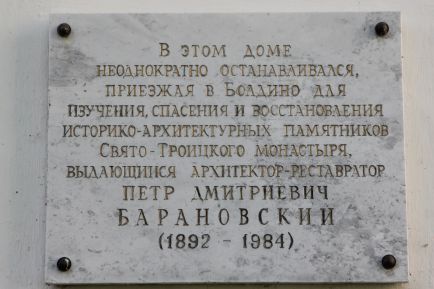 В ЭТОМ ДОМЕ
НЕОДНОКРАТНО ОСТАНАВЛИВАЛСЯ,
ПРИЕЗЖАЯ В БОЛДИНО ДЛЯ
ИЗУЧЕНИЯ, СПАСЕНИЯ И ВОССТАНОВЛЕНИЯ
ИСТОРИКО-АРХИТЕКТУРНЫХ ПАМЯТНИКОВ
СВЯТО-ТРОИЦКОГО МОНАСТЫРЯ,
ВЫДАЮЩИЙСЯ АРХИТЕКТОР-РЕСТАВРАТОР
ПЕТР ДМИТРИЕВИЧ
БАРАНОВСКИЙ
(1892 - 1984)